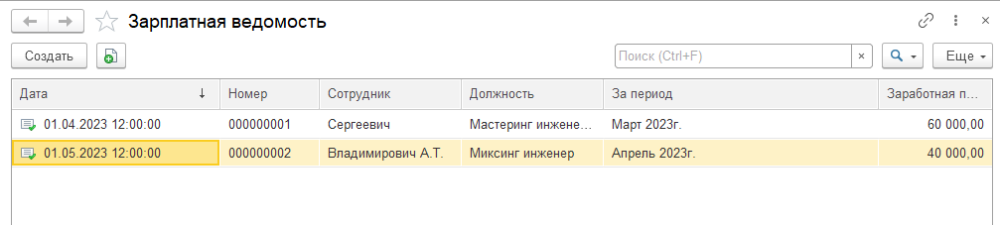 Зарплатная ведомость
Создать Поиск (Ctrl+F) × Еще
Дата ↓ Номер Сотрудник Должность За период Заработная п...
01.04.2023 12:00:00 000000001 Сергеевич Мастеринг инжене... Март 2023г. 60 000,00
01.05.2023 12:00:00 000000002 Владимирович А.Т. Миксинг инженер Апрель 2023г. 40 000,00